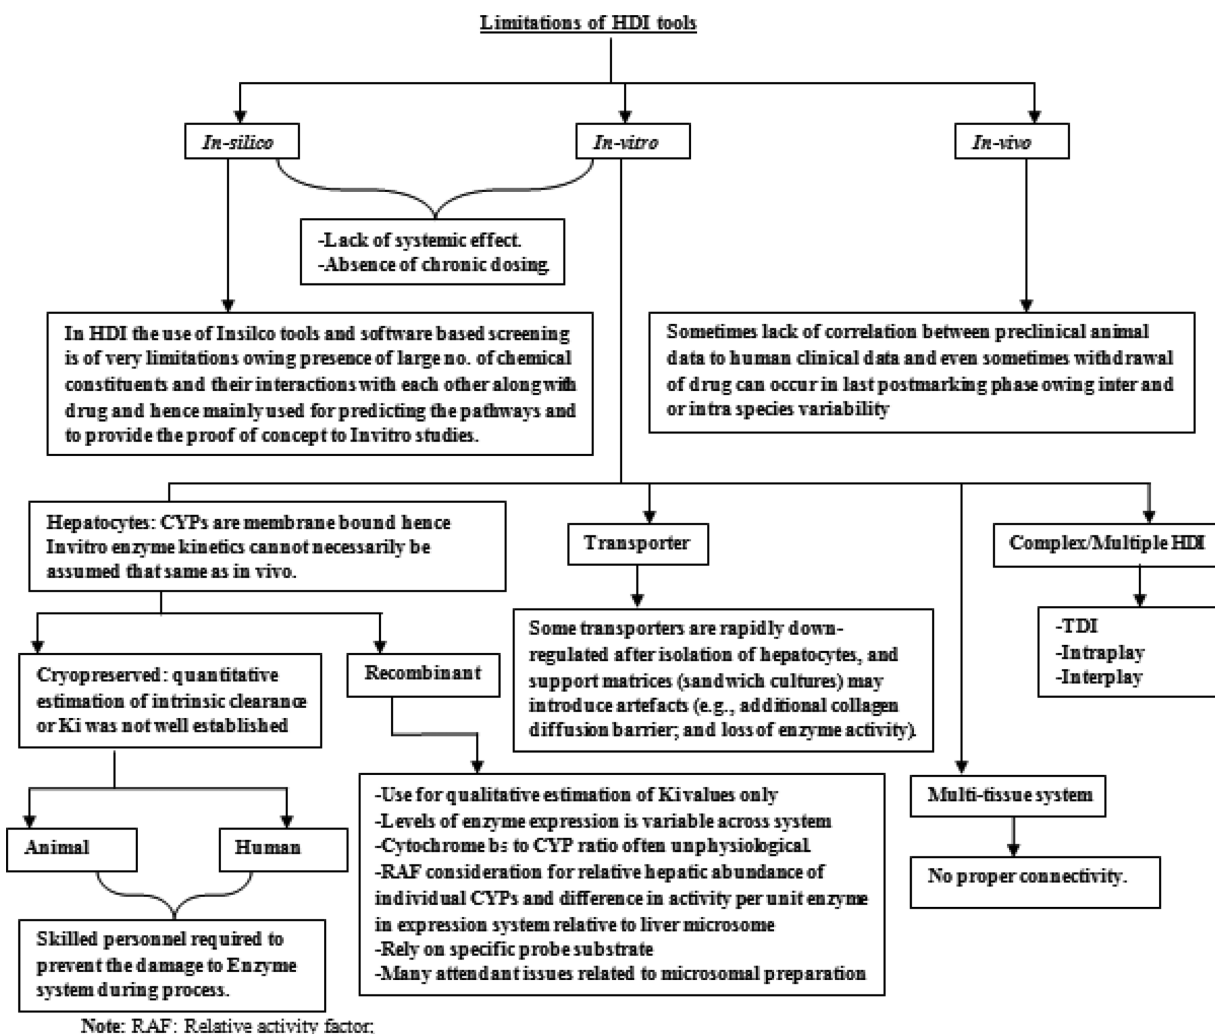 Limitations of HDI tools
In-silico
In-vitro
In-vivo
-Lack of systemic effect.
-Absence of chronic dosing.
In HDI the use of Insilco tools and software based screening
is of very limitations owing presence of large no. of chemical
constituents and their interactions with each other along with
drug and hence mainly used for predicting the pathways and
to provide the proof of concept to Invitro studies.
Sometimes lack of correlation between preclinical animal
data to human clinical data and even sometimes withdrawal
of drug can occur in last postmarking phase owing inter and
or intra species variability
Hepatocytes: CYPs are membrane bound hence
Invitro enzyme kinetics cannot necessarily be
assumed that same as in vivo.
Transporter
Complex/Multiple HDI
Some transporters are rapidly down-
regulated after isolation of hepatocytes, and
support matrices (sandwich cultures) may
introduce artefacts (e.g., additional collagen
diffusion barrier; and loss of enzyme activity).
-TDI
-Intraplay
-Interplay
Cryopreserved: quantitative
estimation of intrinsic clearance
or Ki was not well established
Recombinant
Animal
Human
-Use for qualitative estimation of Ki values only
-Levels of enzyme expression is variable across system
-Cytochrome b5 to CYP ratio often unphysiological.
-RAF consideration for relative hepatic abundance of
individual CYPs and difference in activity per unit enzyme
in expression system relative to liver microsome
-Rely on specific probe substrate
-Many attendant issues related to microsomal preparation
Multi-tissue system
No proper connectivity.
Skilled personnel required to
prevent the damage to Enzyme
system during process.
Note: RAF: Relative activity factor;